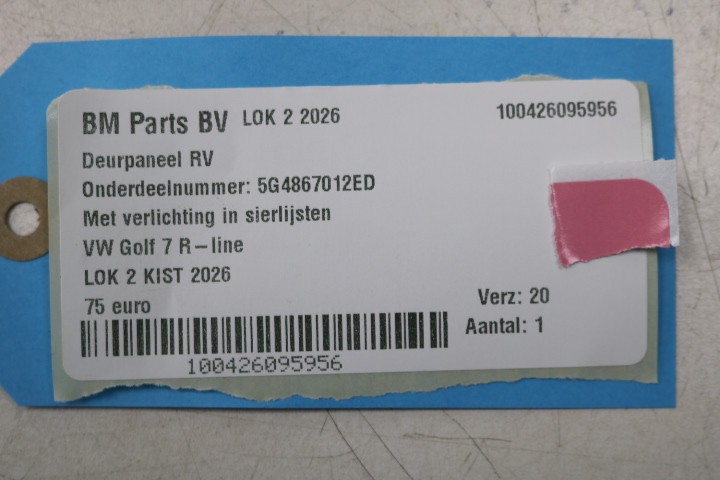 BM Parts BV LOK 2 2026 100426095956
Deurpaneel RV
Onderdeelnummer: 5G4867012ED
Met verlichting in sierlijsten
VW Golf 7 R-line
LOK 2 KIST 2026
75 euro Verz: 20
Aantal: 1
100426095956